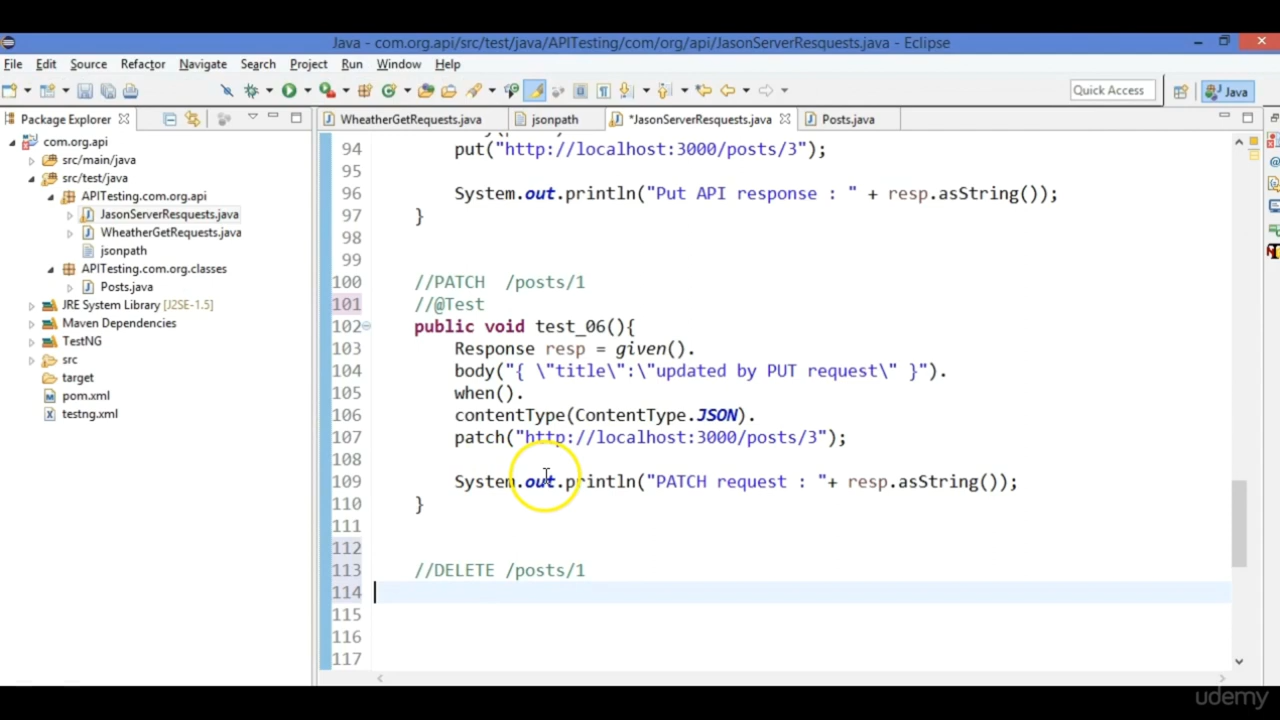 Java - com.org.api/src/test/java/APITesting/com/org/api/JasonServerResquests.java - Eclipse
File Edit Source Refactor Navigate Search Project Run Window Help
Quick Access
Java
Package Explorer
WheatherGetRequests.java
jsonpath
*JasonServerResquests.java
Posts.java
com.org.api
src/main/java
src/test/java
APITesting.com.org.api
JasonServerResquests.java
WheatherGetRequests.java
jsonpath
APITesting.com.org.classes
Posts.java
JRE System Library [J2SE-1.5]
Maven Dependencies
TestNG
src
target
pom.xml
testng.xml
94 put("http://localhost:3000/posts/3");
95
96 System.out.println("Put API response : " + resp.asString());
97 }
98
99
100 //PATCH /posts/1
101 //@Test
102 public void test_06(){
103 Response resp = given().
104 body("{ \"title\":\"updated by PUT request\" }").
105 when().
106 contentType(ContentType.JSON).
107 patch("http://localhost:3000/posts/3");
108
109 System.out.println("PATCH request : "+ resp.asString());
110 }
111
112
113 //DELETE /posts/1
114
115
116
117
udemy